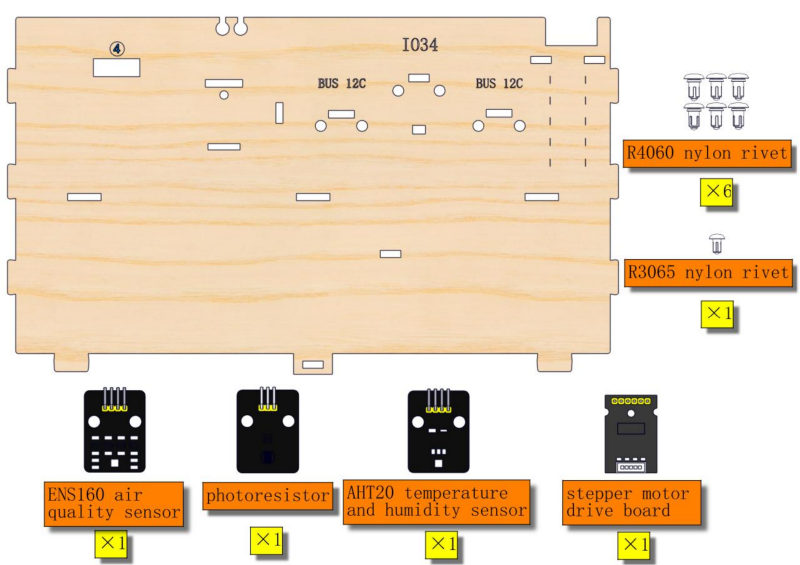 ④
IO34
BUS 12C
BUS 12C
R4060 nylon rivet
×6
R3065 nylon rivet
×1
ENS160 air
quality sensor
×1
photoresistor
×1
AHT20 temperature
and humidity sensor
×1
stepper motor
drive board
×1